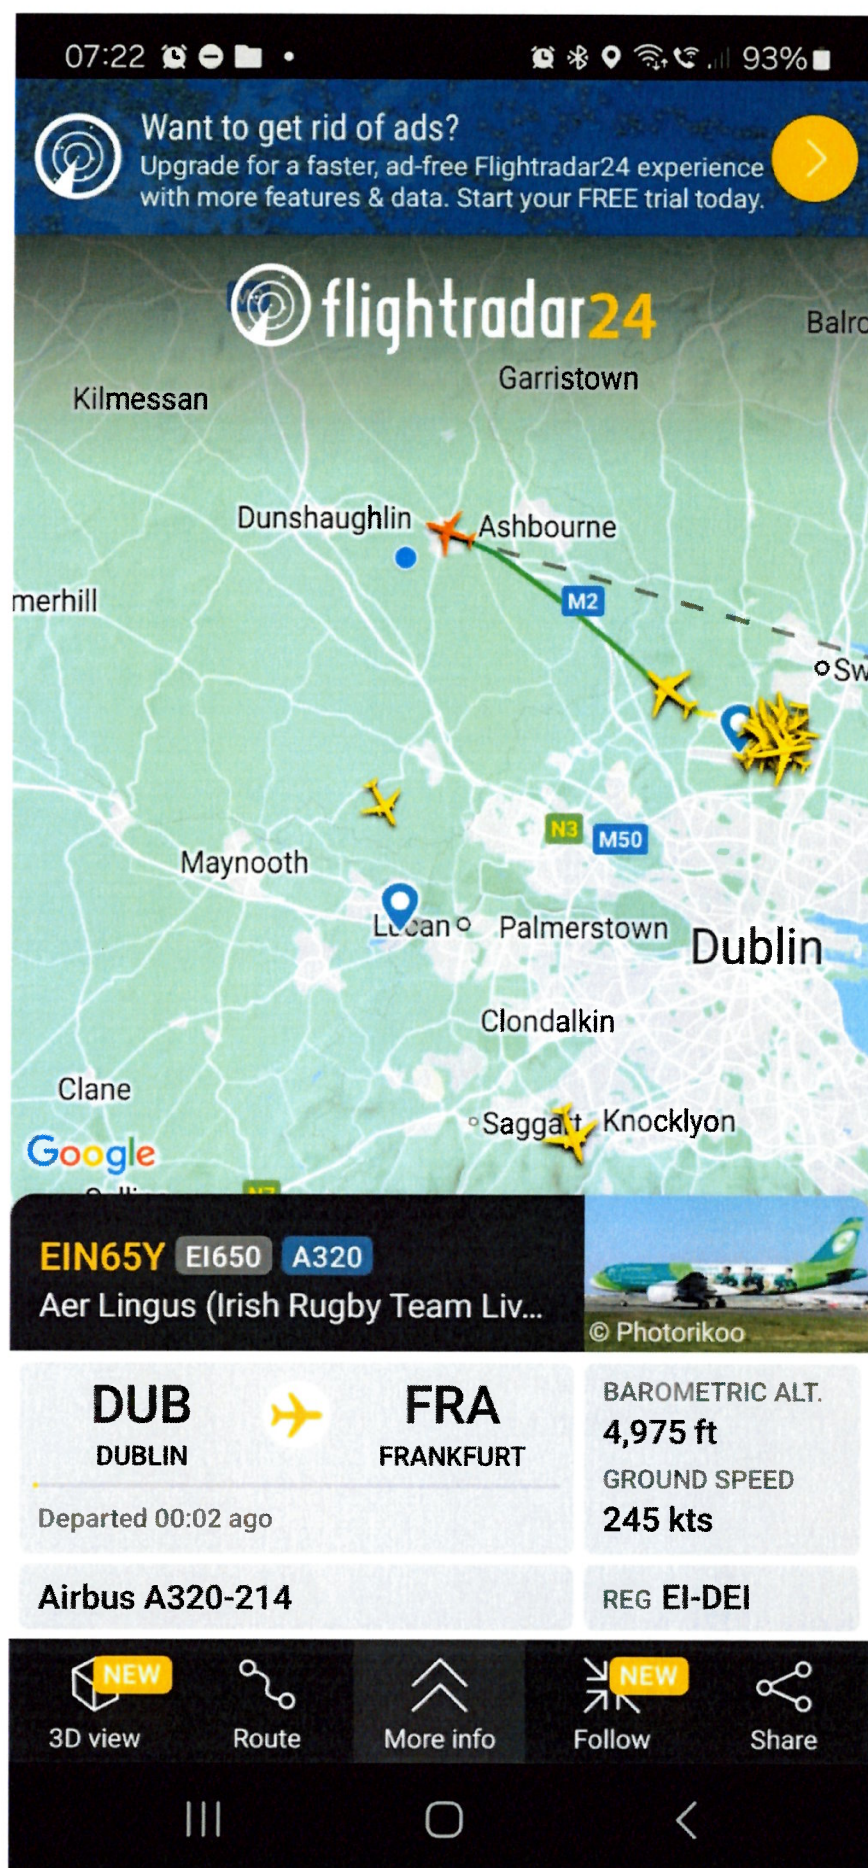 07:22
93%
Want to get rid of ads?
Upgrade for a faster, ad-free Flightradar24 experience
with more features & data. Start your FREE trial today.
flightradar24
Balro
Garristown
Kilmessan
Dunshaughlin
Ashbourne
merhill
M2
Sw
N3
M50
Maynooth
Lucan
Palmerstown
Dublin
Clondalkin
Clane
Saggart
Knocklyon
Google
N7
EIN65Y EI650 A320
Aer Lingus (Irish Rugby Team Liv...
© Photorikoo
DUB
FRA
DUBLIN
FRANKFURT
Departed 00:02 ago
BAROMETRIC ALT.
4,975 ft
GROUND SPEED
245 kts
Airbus A320-214
REG EI-DEI
NEW
NEW
3D view
Route
More info
Follow
Share